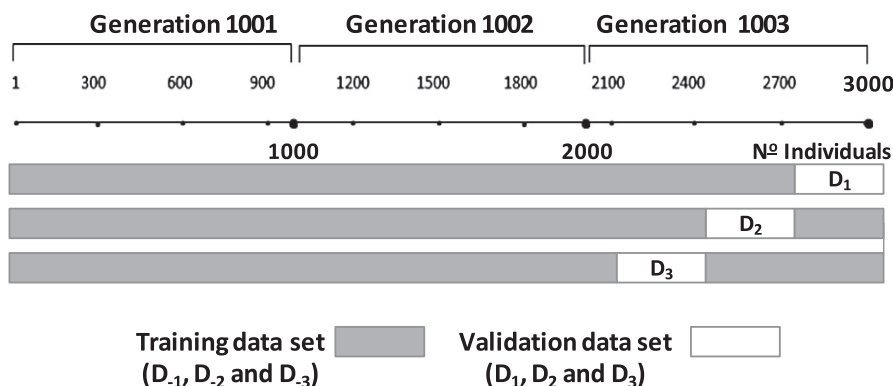 Generation 1001 Generation 1002 Generation 1003
1 300 600 900 1200 1500 1800 2100 2400 2700 3000
1000 2000 Nº Individuals
D₁
D₂
D₃
Training data set Validation data set
(D₋₁, D₋₂ and D₋₃) (D₁, D₂ and D₃)